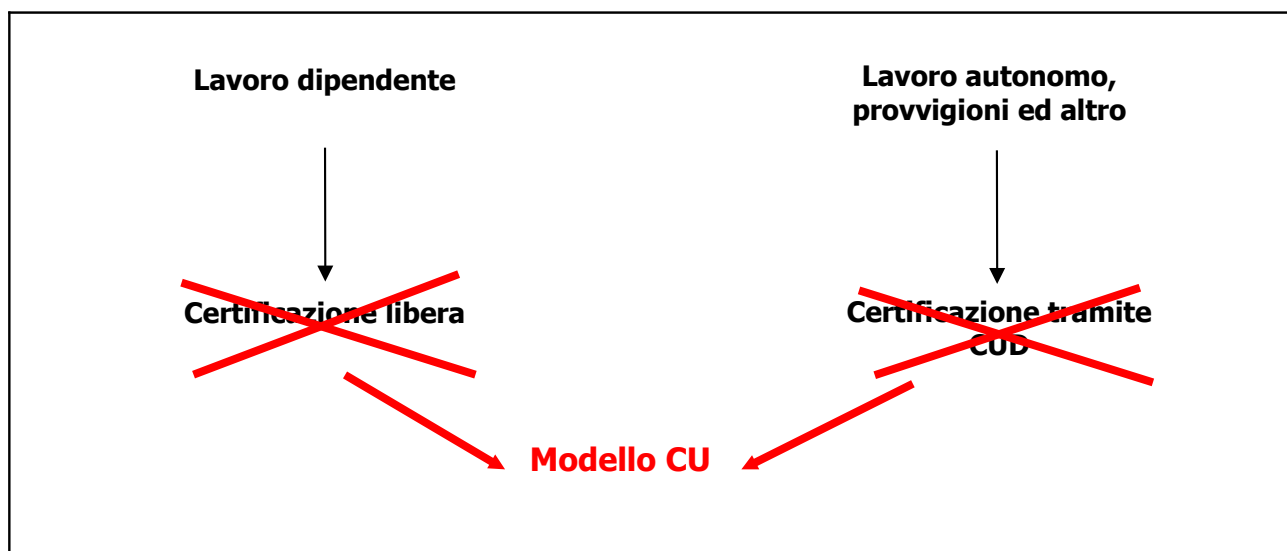 Lavoro dipendente
Lavoro autonomo,
provvigioni ed altro
Certificazione libera
Certificazione tramite
CUD
Modello CU